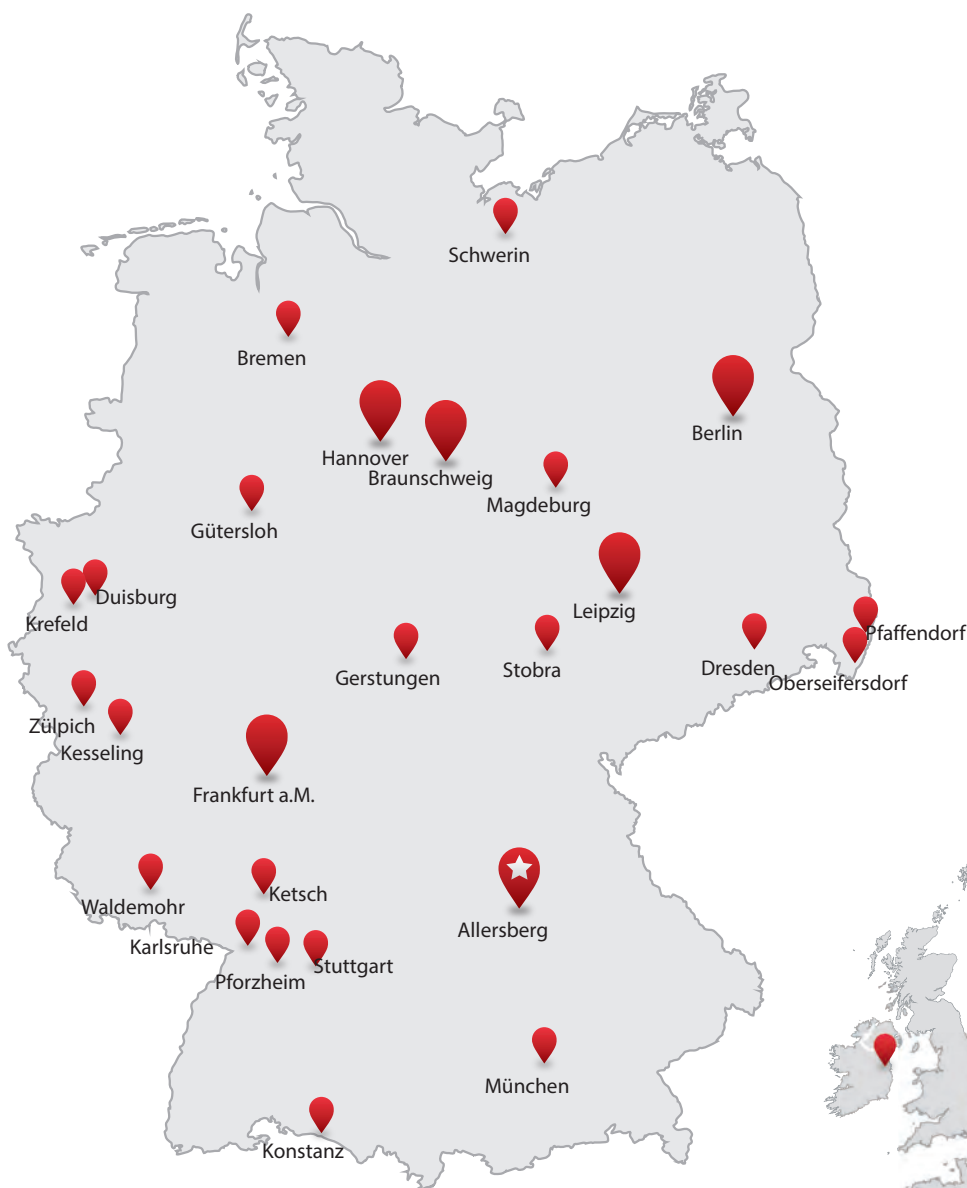 Schwerin
Bremen
Berlin
Hannover
Braunschweig
Magdeburg
Gütersloh
Duisburg
Leipzig
Krefeld
Pfaffendorf
Stobra
Dresden
Gerstungen
Oberseifersdorf
Zülpich
Kesseling
Frankfurt a.M.
Ketsch
Waldemohr
Allersberg
Karlsruhe
Stuttgart
Pforzheim
München
Konstanz